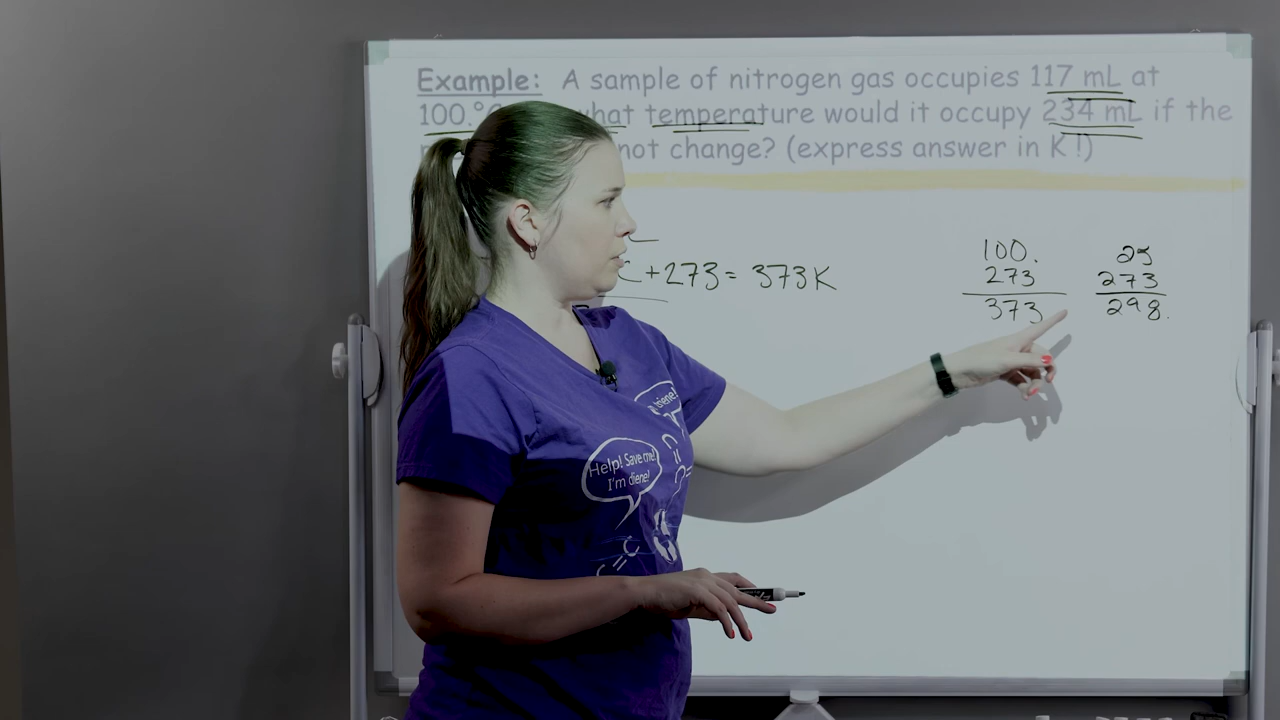 Example: A sample of nitrogen gas occupies 117 mL at
100.° what temperature would it occupy 234 mL if the
not change? (express answer in K!)
+273= 373K
100.
273
373
25
273
298.
Help! Save me!
I'm diene!